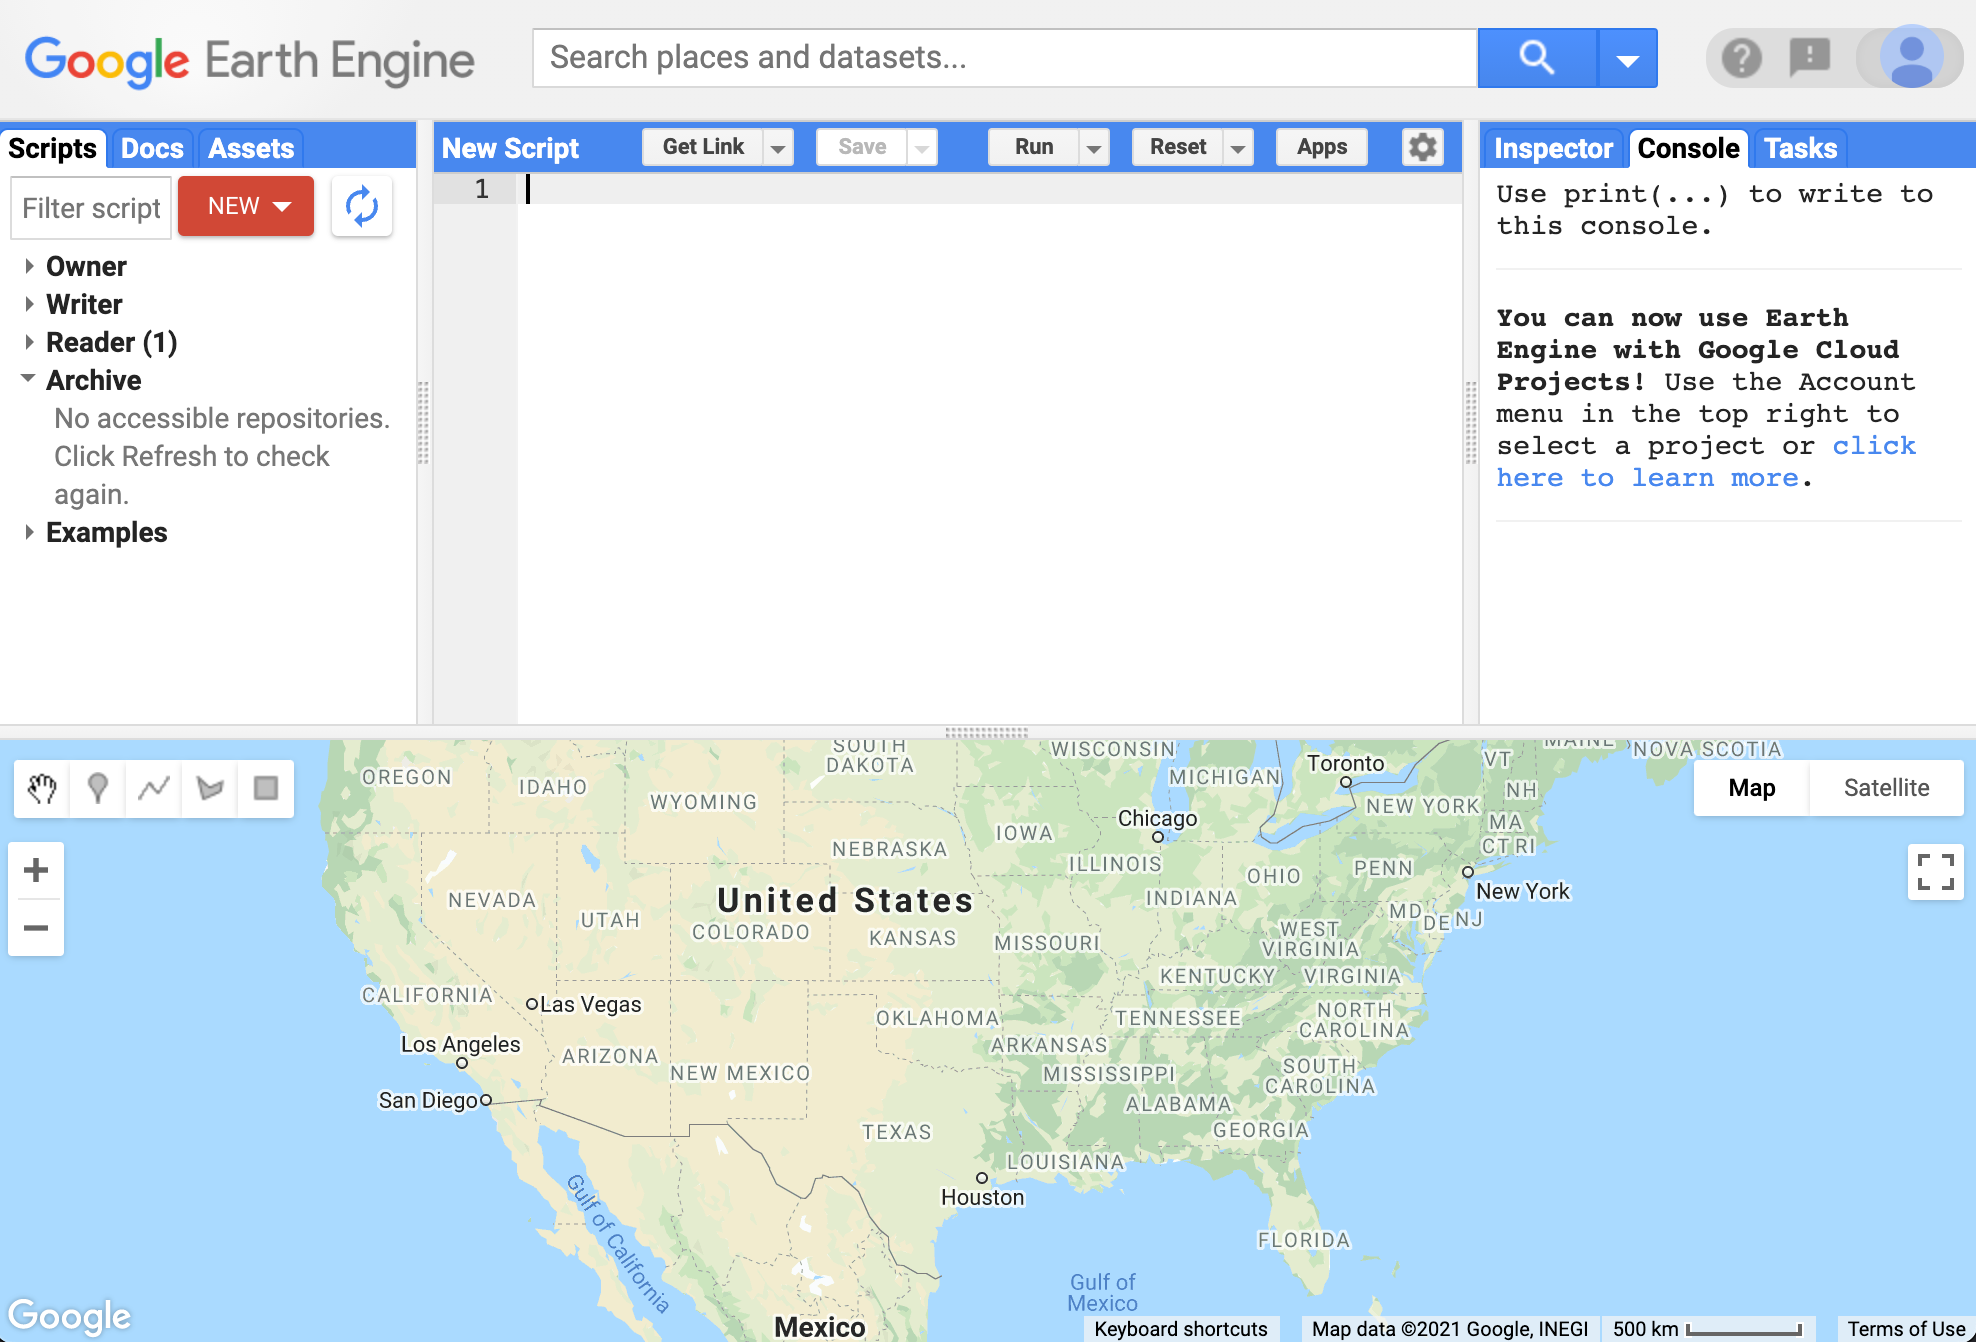 Google Earth Engine
Search places and datasets...
Scripts
Docs
Assets
Filter script
NEW
Owner
Writer
Reader (1)
Archive
No accessible repositories.
Click Refresh to check
again.
Examples
New Script
Get Link
Save
Run
Reset
Apps
1
Inspector
Console
Tasks
Use print(...) to write to
this console.
You can now use Earth
Engine with Google Cloud
Projects! Use the Account
menu in the top right to
select a project or click
here to learn more.
Map
Satellite
OREGON
IDAHO
WYOMING
SOUTH
DAKOTA
WISCONSIN
MICHIGAN
Toronto
VT
MAINE
NOVA SCOTIA
NH
NEW YORK
MA
CT RI
Chicago
IOWA
NEBRASKA
ILLINOIS
INDIANA
OHIO
PENN
New York
MD
DE
NJ
NEVADA
UTAH
United States
COLORADO
KANSAS
MISSOURI
WEST
VIRGINIA
KENTUCKY
VIRGINIA
CALIFORNIA
Las Vegas
OKLAHOMA
TENNESSEE
NORTH
CAROLINA
Los Angeles
ARIZONA
NEW MEXICO
ARKANSAS
MISSISSIPPI
SOUTH
CAROLINA
San Diego
ALABAMA
TEXAS
GEORGIA
LOUISIANA
Houston
Gulf of California
FLORIDA
Gulf of
Mexico
Mexico
Google
Keyboard shortcuts
Map data ©2021 Google, INEGI
500 km
Terms of Use